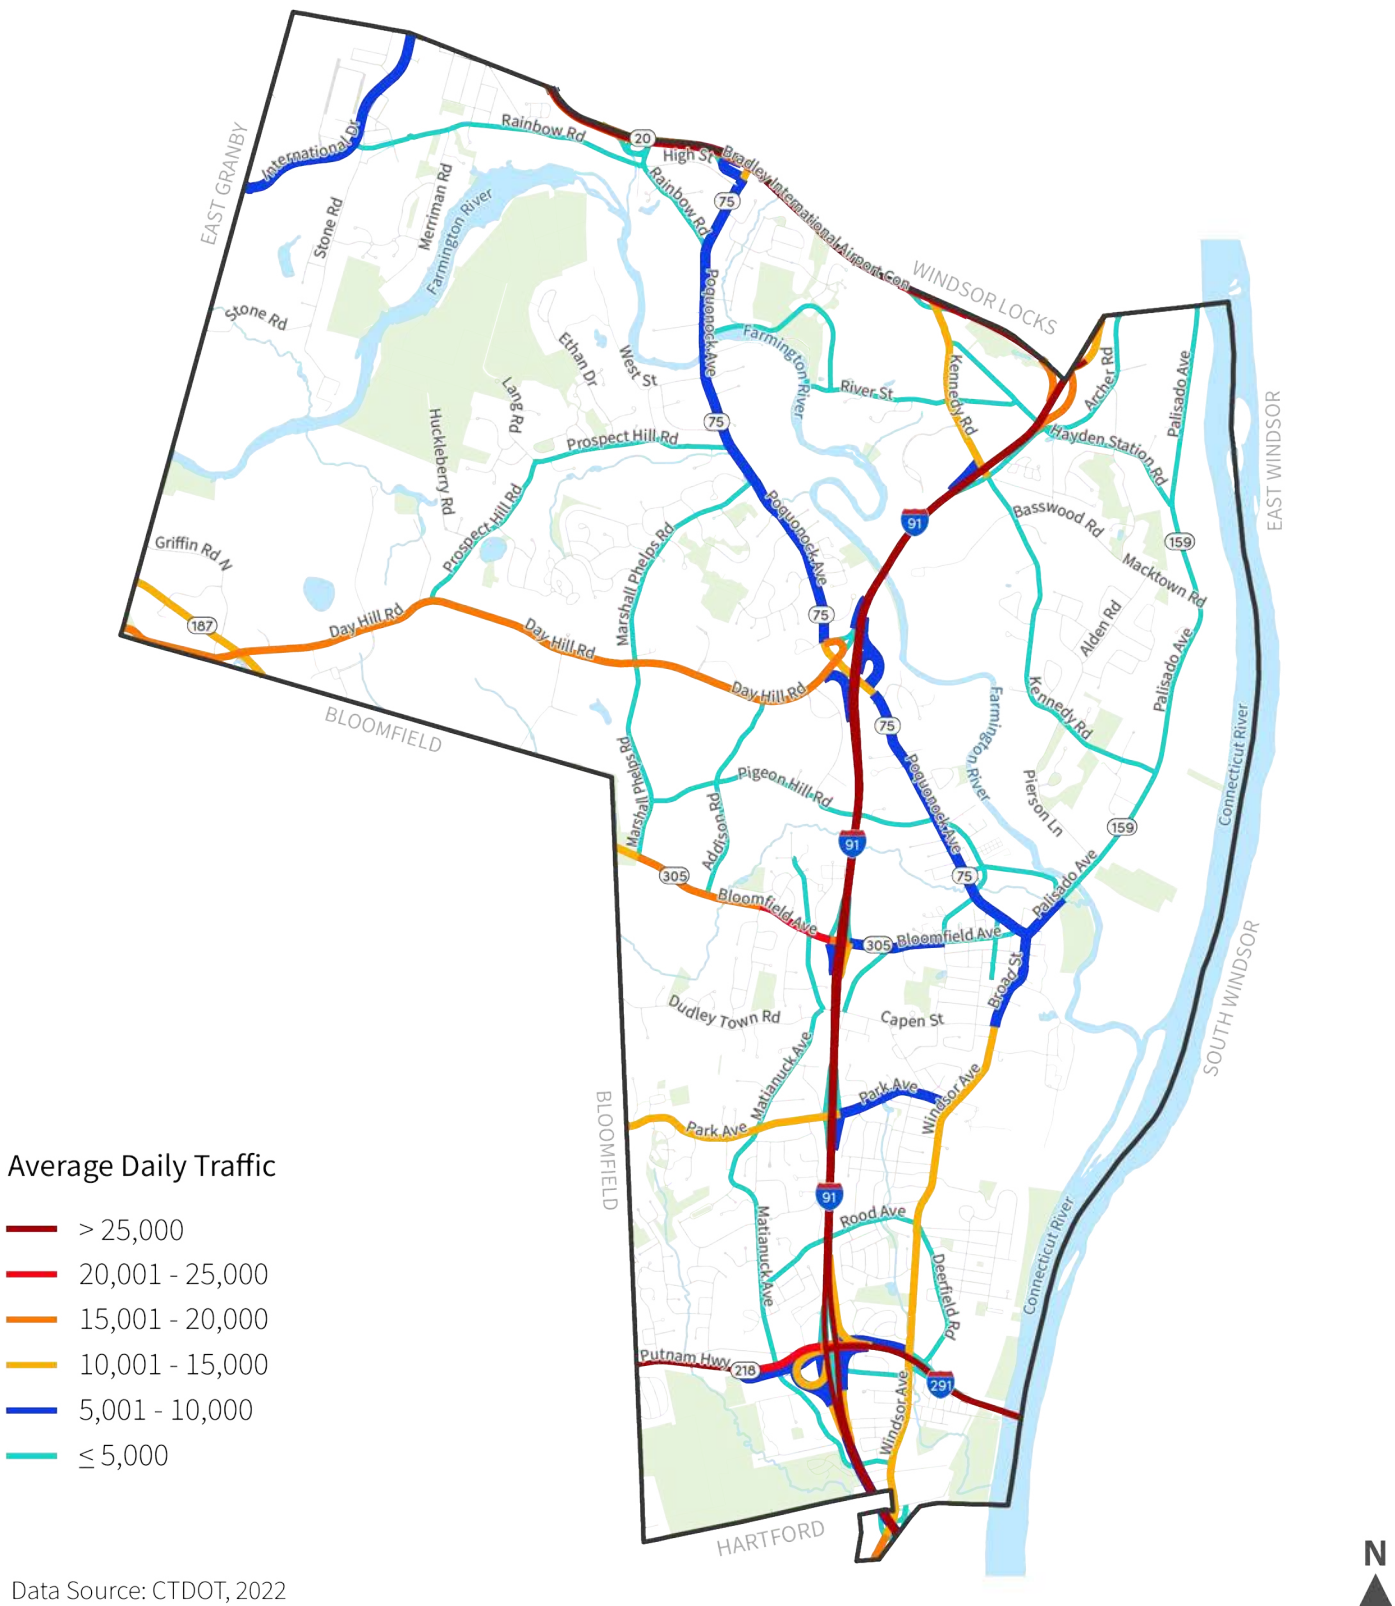 International Dr
Rainbow Rd
20
High St
Bradley International Airport Con
Rainbow Rd
75
EAST GRANBY
Stone Rd
Merriman Rd
Farmington River
WINDSOR LOCKS
Stone Rd
Poquonock Ave
Farmington River
Ethan Dr
West St
Lang Rd
River St
Kennedy Rd
Archer Rd
Palisado Ave
75
Huckleberry Rd
Prospect Hill Rd
Hayden Station Rd
EAST WINDSOR
Prospect Hill Rd
Poquonock Ave
91
Basswood Rd
159
Griffin Rd N
Marshall Phelps Rd
Macktown Rd
187
Day Hill Rd
Day Hill Rd
75
Alden Rd
Palisado Ave
Day Hill Rd
75
Kennedy Rd
Farmington River
BLOOMFIELD
Marshall Phelps Rd
Pigeon Hill Rd
Addison Rd
Poquonock Ave
Pierson Ln
Connecticut River
159
91
305
75
Palisado Ave
Bloomfield Ave
305
Bloomfield Ave
Broad St
SOUTH WINDSOR
Dudley Town Rd
Capen St
Matianuck Ave
Park Ave
Windsor Ave
Park Ave
BLOOMFIELD
91
Rood Ave
Matianuck Ave
Deerfield Rd
Connecticut River
Putnam Hwy
218
291
Windsor Ave
HARTFORD
Average Daily Traffic
> 25,000
20,001 - 25,000
15,001 - 20,000
10,001 - 15,000
5,001 - 10,000
≤ 5,000
Data Source: CTDOT, 2022
N